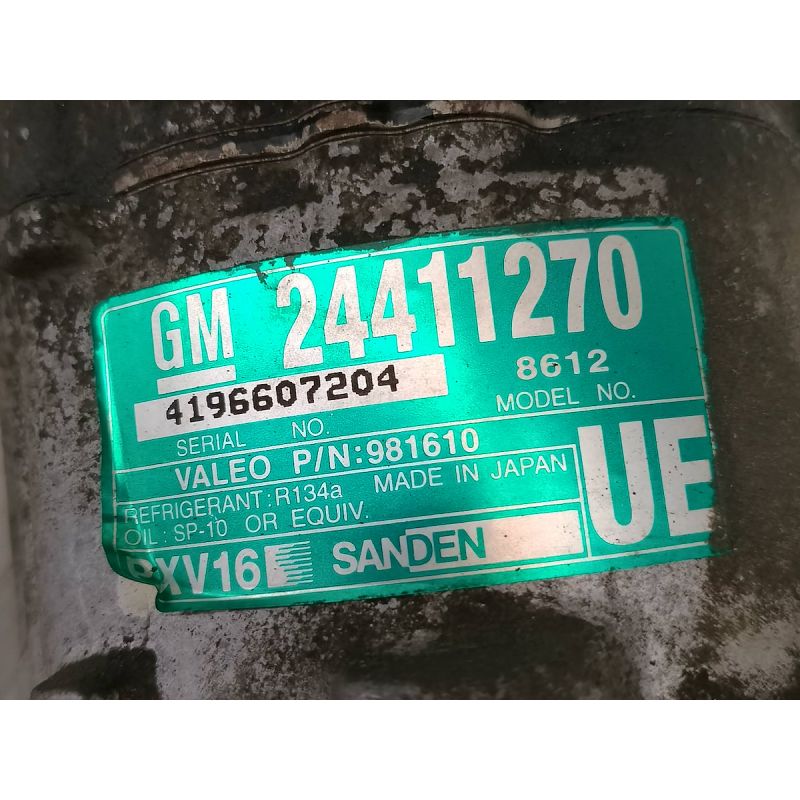 GM 24411270
4196607204 8612
SERIAL NO. MODEL NO.
VALEO P/N:981610
REFRIGERANT:R134a MADE IN JAPAN
OIL: SP-10 OR EQUIV.
UE
PXV16 SANDEN